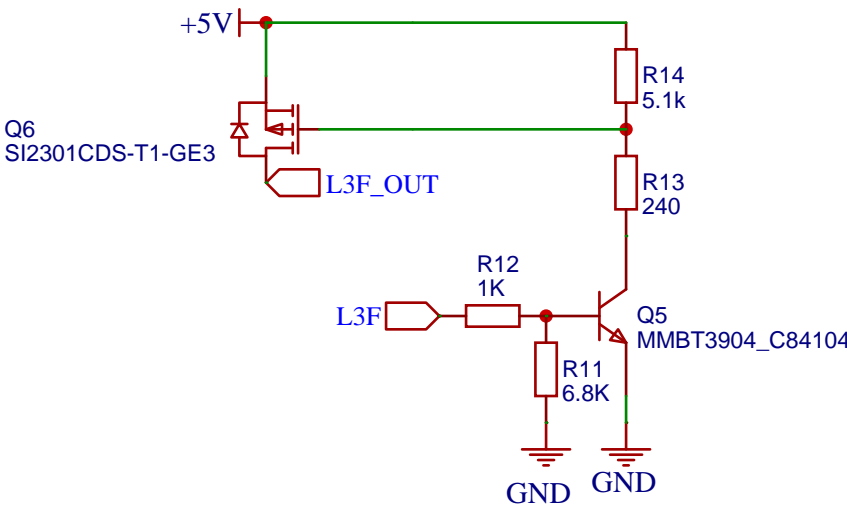 +5V
R14
5.1k
Q6
SI2301CDS-T1-GE3
L3F_OUT
R13
240
R12
1K
L3F
Q5
MMBT3904_C84104
R11
6.8K
GND
GND